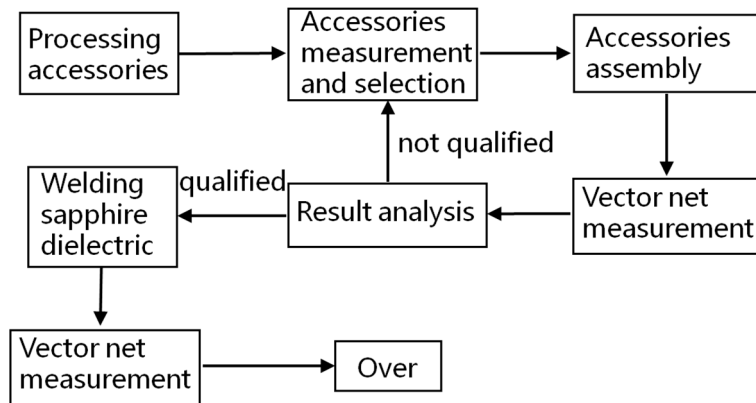 Processing
accessories
Accessories
measurement
and selection
Accessories
assembly
not qualified
Welding
sapphire
dielectric
qualified
Result analysis
Vector net
measurement
Vector net
measurement
Over